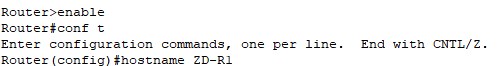 Router>enable
Router#conf t
Enter configuration commands, one per line.  End with CNTL/Z.
Router(config)#hostname ZD-R1